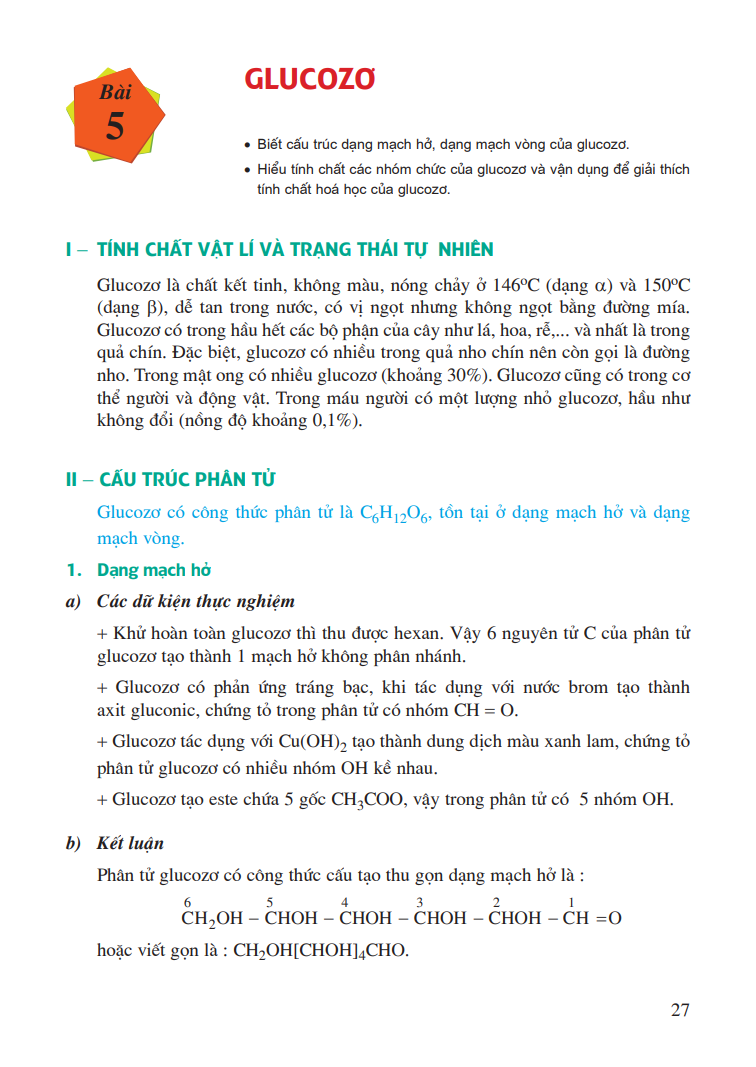 Bài
5
GLUCOZƠ
• Biết cấu trúc dạng mạch hở, dạng mạch vòng của glucozơ.
• Hiểu tính chất các nhóm chức của glucozơ và vận dụng để giải thích
tính chất hoá học của glucozơ.
I – TÍNH CHẤT VẬT LÍ VÀ TRẠNG THÁI TỰ NHIÊN
Glucozơ là chất kết tinh, không màu, nóng chảy ở 146ºC (dạng α) và 150ºC
(dạng β), dễ tan trong nước, có vị ngọt nhưng không ngọt bằng đường mía.
Glucozơ có trong hầu hết các bộ phận của cây như lá, hoa, rễ,... và nhất là trong
quả chín. Đặc biệt, glucozơ có nhiều trong quả nho chín nên còn gọi là đường
nho. Trong mật ong có nhiều glucozơ (khoảng 30%). Glucozơ cũng có trong cơ
thể người và động vật. Trong máu người có một lượng nhỏ glucozơ, hầu như
không đổi (nồng độ khoảng 0,1%).
II – CẤU TRÚC PHÂN TỬ
Glucozơ có công thức phân tử là C₆H₁₂O₆, tồn tại ở dạng mạch hở và dạng
mạch vòng.
1. Dạng mạch hở
a) Các dữ kiện thực nghiệm
+ Khử hoàn toàn glucozơ thì thu được hexan. Vậy 6 nguyên tử C của phân tử
glucozơ tạo thành 1 mạch hở không phân nhánh.
+ Glucozơ có phản ứng tráng bạc, khi tác dụng với nước brom tạo thành
axit gluconic, chứng tỏ trong phân tử có nhóm CH = O.
+ Glucozơ tác dụng với Cu(OH)₂ tạo thành dung dịch màu xanh lam, chứng tỏ
phân tử glucozơ có nhiều nhóm OH kề nhau.
+ Glucozơ tạo este chứa 5 gốc CH₃COO, vậy trong phân tử có 5 nhóm OH.
b) Kết luận
Phân tử glucozơ có công thức cấu tạo thu gọn dạng mạch hở là :
6 5 4 3 2 1
CH₂OH – CHOH – CHOH – CHOH – CHOH – CH =O
hoặc viết gọn là : CH₂OH[CHOH]₄CHO.
27